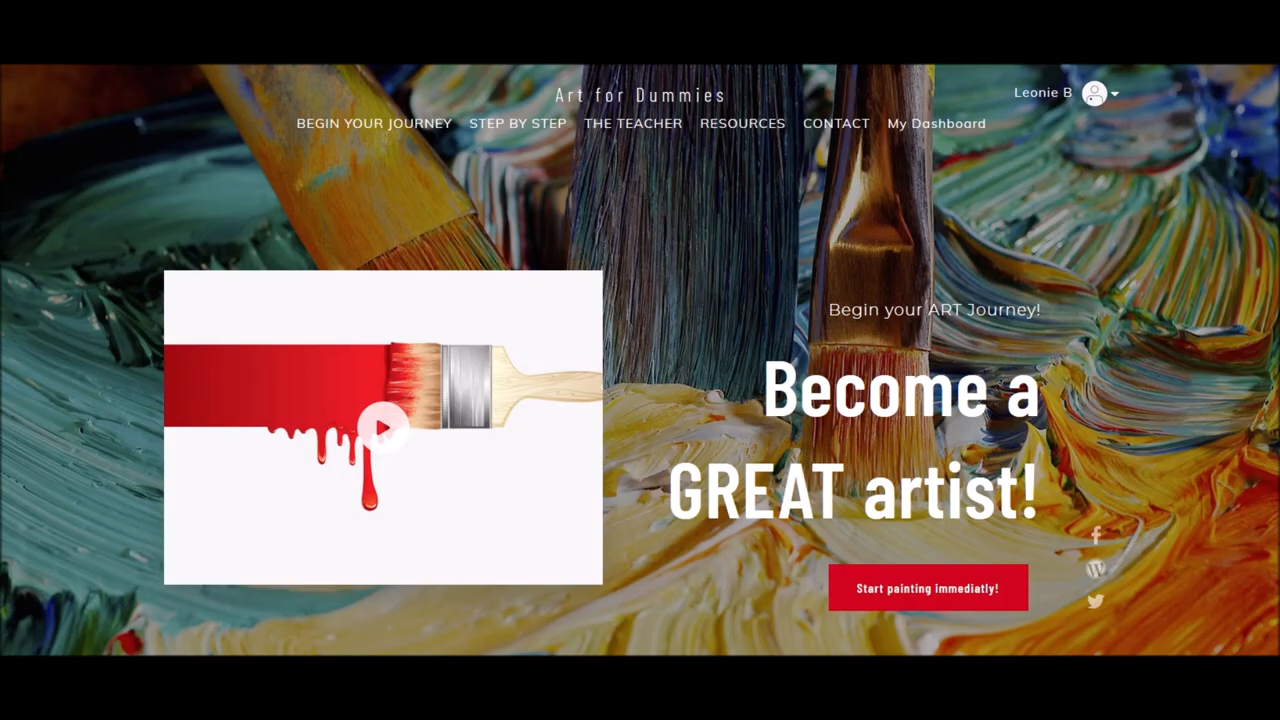 Art for Dummies
Leonie B
BEGIN YOUR JOURNEY STEP BY STEP THE TEACHER RESOURCES CONTACT My Dashboard
Begin your ART Journey!
Become a
GREAT artist!
Start painting immediatly!